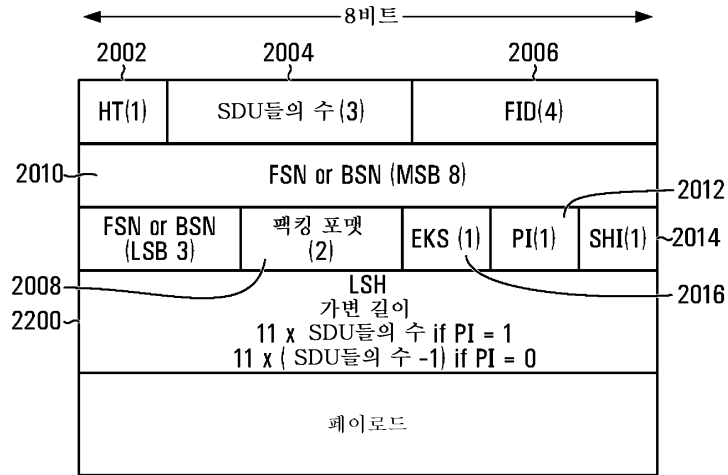 8비트
2002 2004 2006
HT(1) SDU들의 수(3) FID(4)
2010 FSN or BSN (MSB 8) 2012
FSN or BSN (LSB 3) 팩킹 포맷 (2) EKS (1) PI(1) SHI(1) 2014
2008 2016
2200
LSH
가변 길이
11 x SDU들의 수 if PI = 1
11 x ( SDU들의 수 -1) if PI = 0
페이로드